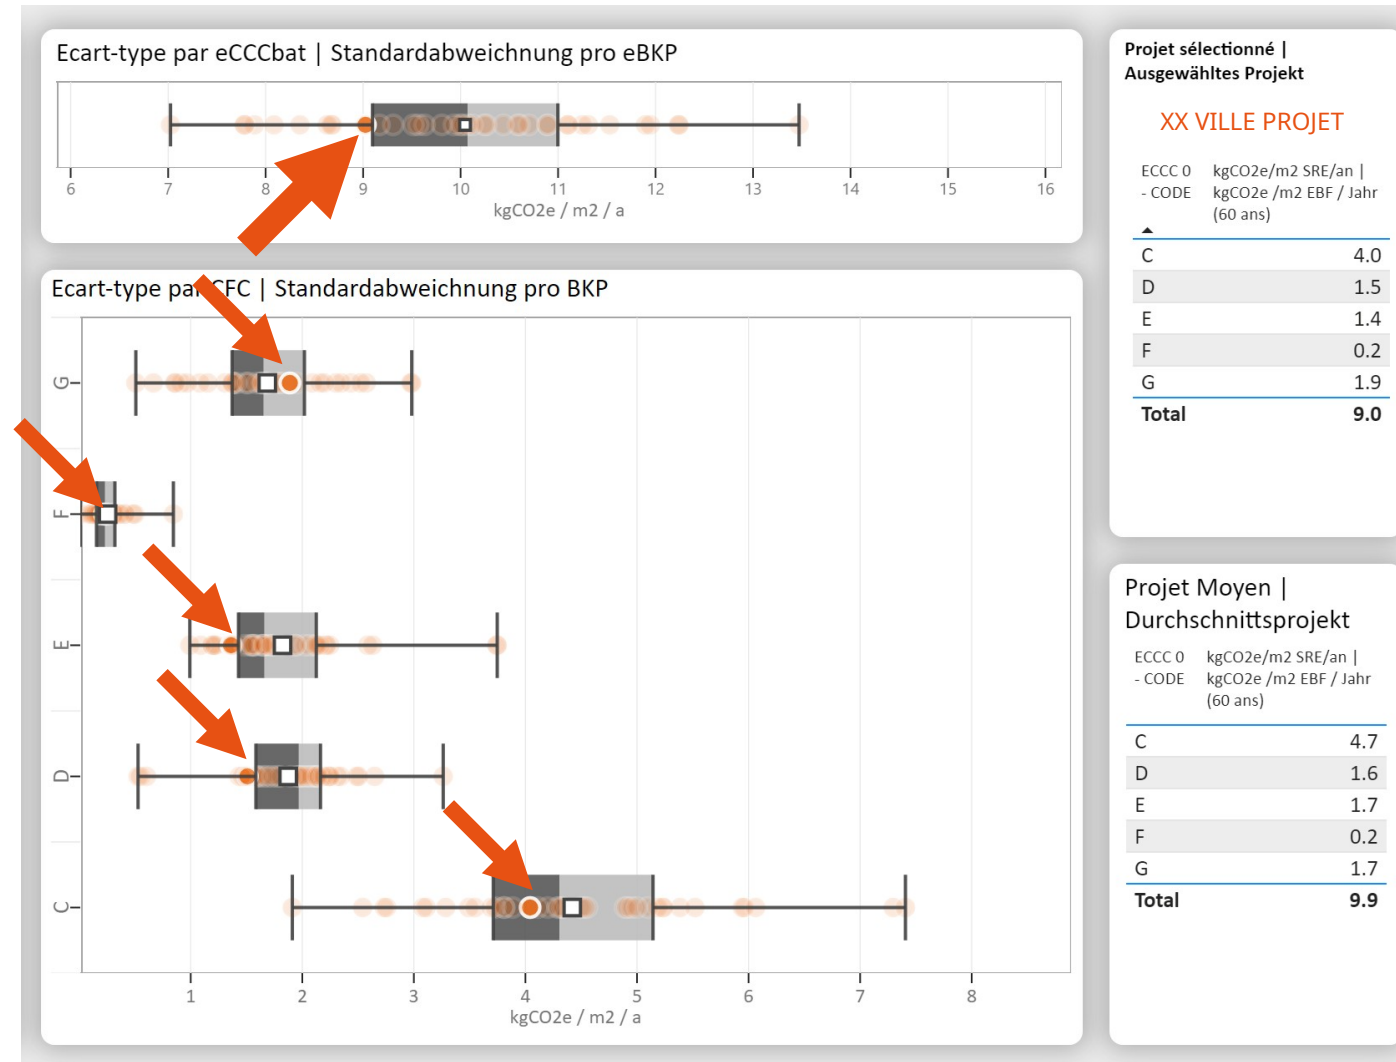 Ecart-type par eCCCbat | Standardabweichnung pro eBKP
6 7 8 9 10 11 12 13 14 15 16
kgCO2e / m2 / a
Ecart-type par CFC | Standardabweichnung pro BKP
G
F
E
D
C
1 2 3 4 5 6 7 8
kgCO2e / m2 / a
Projet sélectionné |
Ausgewähltes Projekt
XX VILLE PROJET
ECCC 0 kgCO2e/m2 SRE/an |
- CODE kgCO2e /m2 EBF / Jahr
(60 ans)
C 4.0
D 1.5
E 1.4
F 0.2
G 1.9
Total 9.0
Projet Moyen |
Durchschnittsprojekt
ECCC 0 kgCO2e/m2 SRE/an |
- CODE kgCO2e /m2 EBF / Jahr
(60 ans)
C 4.7
D 1.6
E 1.7
F 0.2
G 1.7
Total 9.9